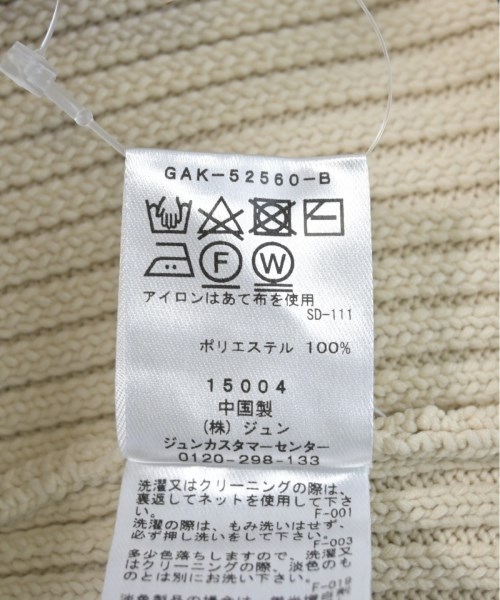 GAK-52560-B
F W
アイロンはあて布を使用
SD-111
ポリエステル 100%
15004
中国製
(株) ジュン
ジュンカスタマーセンター
0120-298-133
洗濯又はクリーニングの際は、
裏返してネットを使用して下さ
い。
F-001
洗濯の際は、もみ洗いはせず、
必ず押し洗いをして下さい。
F-003
多少色落ちしますので、洗濯又
はクリーニングの際、淡色のも
のとは別にお洗い下さい。